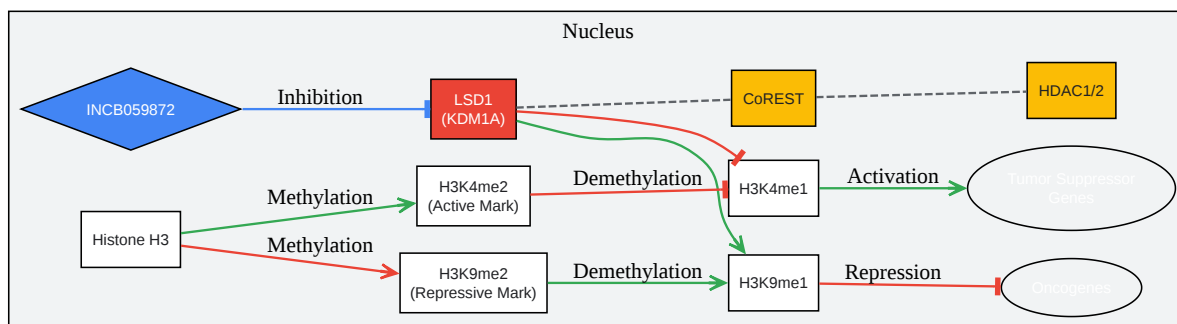 Nucleus
INCB059872
Inhibition
LSD1
(KDM1A)
CoREST
HDAC1/2
Histone H3
Methylation
Methylation
H3K4me2
(Active Mark)
Demethylation
H3K4me1
Activation
Tumor Suppressor
Genes
H3K9me2
(Repressive Mark)
Demethylation
H3K9me1
Repression
Oncogenes